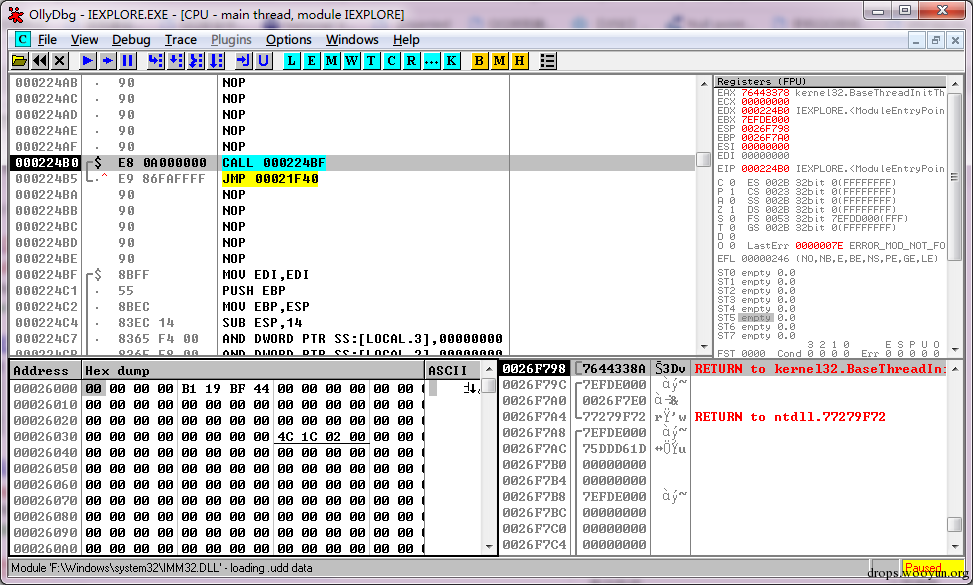 OllyDbg - IEXPLORE.EXE - [CPU - main thread, module IEXPLORE]
C File View Debug Trace Plugins Options Windows Help
L E M W T C R ... K B M H
000224AB . 90 NOP
000224AC . 90 NOP
000224AD . 90 NOP
000224AE . 90 NOP
000224AF . 90 NOP
000224B0 $ E8 0A000000 CALL 000224BF
000224B5 .^ E9 86FAFFFF JMP 00021F40
000224BA 90 NOP
000224BB 90 NOP
000224BC 90 NOP
000224BD 90 NOP
000224BE 90 NOP
000224BF $ 8BFF MOV EDI,EDI
000224C1 . 55 PUSH EBP
000224C2 . 8BEC MOV EBP,ESP
000224C4 . 83EC 14 SUB ESP,14
000224C7 . 8365 F4 00 AND DWORD PTR SS:[LOCAL.3],00000000
Registers (FPU)
EAX 76443378 kernel32.BaseThreadInitTh
ECX 00000000
EDX 000224B0 IEXPLORE.<ModuleEntryPoin
EBX 7EFDE000
ESP 0026F798
EBP 0026F7A0
ESI 00000000
EDI 00000000
EIP 000224B0 IEXPLORE.<ModuleEntryPoin
C 0 ES 002B 32bit 0(FFFFFFFF)
P 1 CS 0023 32bit 0(FFFFFFFF)
A 0 SS 002B 32bit 0(FFFFFFFF)
Z 1 DS 002B 32bit 0(FFFFFFFF)
S 0 FS 0053 32bit 7EFDD000(FFF)
T 0 GS 002B 32bit 0(FFFFFFFF)
D 0
O 0 LastErr 0000007E ERROR_MOD_NOT_FO
EFL 00000246 (NO,NB,E,BE,NS,PE,GE,LE)
ST0 empty 0.0
ST1 empty 0.0
ST2 empty 0.0
ST3 empty 0.0
ST4 empty 0.0
ST5 empty 0.0
ST6 empty 0.0
ST7 empty 0.0
3 2 1 0 E S P U O
FST 0000 Cond 0 0 0 0 Err 0 0 0 0 0
Address Hex dump ASCII
00026000 00 00 00 00 B1 19 BF 44 00 00 00 00 00 00
00026010 00 00 00 00 00 00 00 00 00 00 00 00 00 00
00026020 00 00 00 00 00 00 00 00 00 00 00 00 00 00
00026030 00 00 00 00 00 00 00 00 4C 1C 02 00 00 00
00026040 00 00 00 00 00 00 00 00 00 00 00 00 00 00
00026050 00 00 00 00 00 00 00 00 00 00 00 00 00 00
00026060 00 00 00 00 00 00 00 00 00 00 00 00 00 00
00026070 00 00 00 00 00 00 00 00 00 00 00 00 00 00
00026080 00 00 00 00 00 00 00 00 00 00 00 00 00 00
00026090 00 00 00 00 00 00 00 00 00 00 00 00 00 00
000260A0 00 00 00 00 00 00 00 00 00 00 00 00 00 00
0026F798 7644338A Š3Dv RETURN to kernel32.BaseThreadIni
0026F79C 7EFDE000 àý~
0026F7A0 0026F7E0
0026F7A4 77279F72 rŸ'w RETURN to ntdll.77279F72
0026F7A8 7EFDE000 àý~
0026F7AC 75DDD61D
0026F7B0 00000000
0026F7B4 00000000
0026F7B8 7EFDE000 àý~
0026F7BC 00000000
0026F7C0 00000000
0026F7C4 00000000
Module 'F:\Windows\system32\IMM32.DLL' - loading .udd data
Paused
drops.wooyun.org